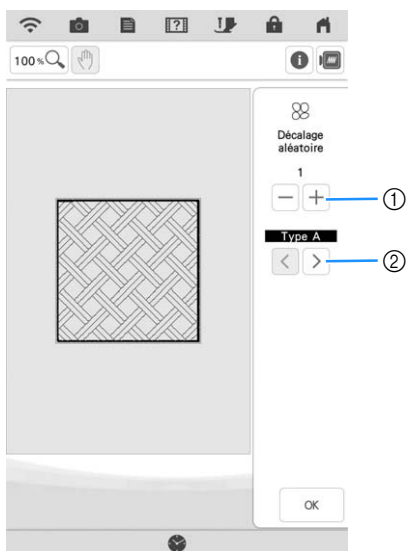 100%
Décalage
aléatoire
1
− +
①
Type A
< >
②
OK